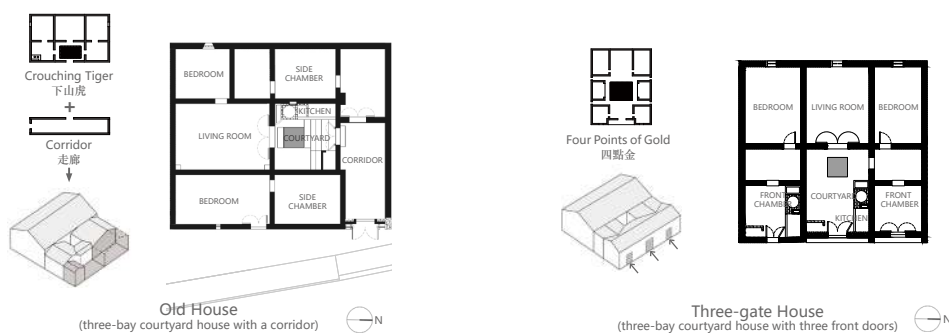 Crouching Tiger
下山虎
+
Corridor
走廊
BEDROOM
SIDE
CHAMBER
KITCHEN
LIVING ROOM
COURTYARD
CORRIDOR
BEDROOM
SIDE
CHAMBER
Old House
(three-bay courtyard house with a corridor)
N
Four Points of Gold
四點金
BEDROOM
LIVING ROOM
BEDROOM
FRONT
CHAMBER
COURTYARD
KITCHEN
FRONT
CHAMBER
Three-gate House
(three-bay courtyard house with three front doors)
N